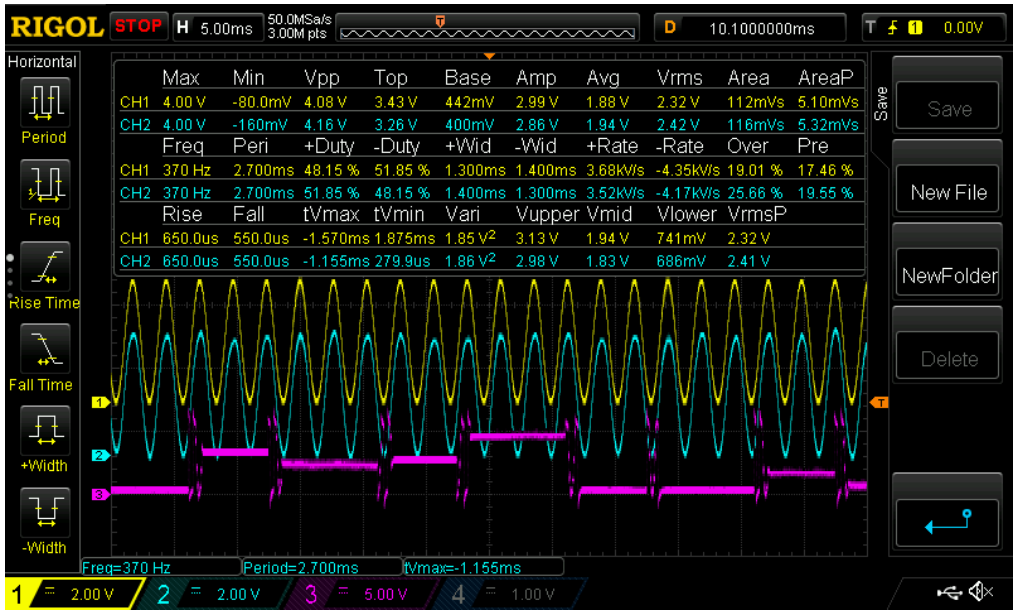 RIGOL STOP H 5.00ms 50.0MSa/s 3.00M pts T D 10.1000000ms T 1 0.00V
Horizontal
Period
Freq
Rise Time
Fall Time
+Width
-Width
Max Min Vpp Top Base Amp Avg Vrms Area AreaP
CH1 4.00 V -80.0mV 4.08 V 3.43 V 442mV 2.99 V 1.88 V 2.32 V 112mVs 5.10mVs
CH2 4.00 V -160mV 4.16 V 3.26 V 400mV 2.86 V 1.94 V 2.42 V 116mVs 5.32mVs
Freq Peri +Duty -Duty +Wid -Wid +Rate -Rate Over Pre
CH1 370 Hz 2.700ms 48.15 % 51.85 % 1.300ms 1.400ms 3.68kV/s -4.35kV/s 19.01 % 17.46 %
CH2 370 Hz 2.700ms 51.85 % 48.15 % 1.400ms 1.300ms 3.52kV/s -4.17kV/s 25.66 % 19.55 %
Rise Fall tVmax tVmin Vari Vupper Vmid Vlower VrmsP
CH1 650.0us 550.0us -1.570ms 1.875ms 1.85 V² 3.13 V 1.94 V 741mV 2.32 V
CH2 650.0us 550.0us -1.155ms 279.9us 1.86 V² 2.98 V 1.83 V 686mV 2.41 V
1
2
3
T
Save
Save
New File
NewFolder
Delete
Freq=370 Hz Period=2.700ms tVmax=-1.155ms
1 = 2.00 V 2 = 2.00 V 3 = 5.00 V 4 = 1.00 V